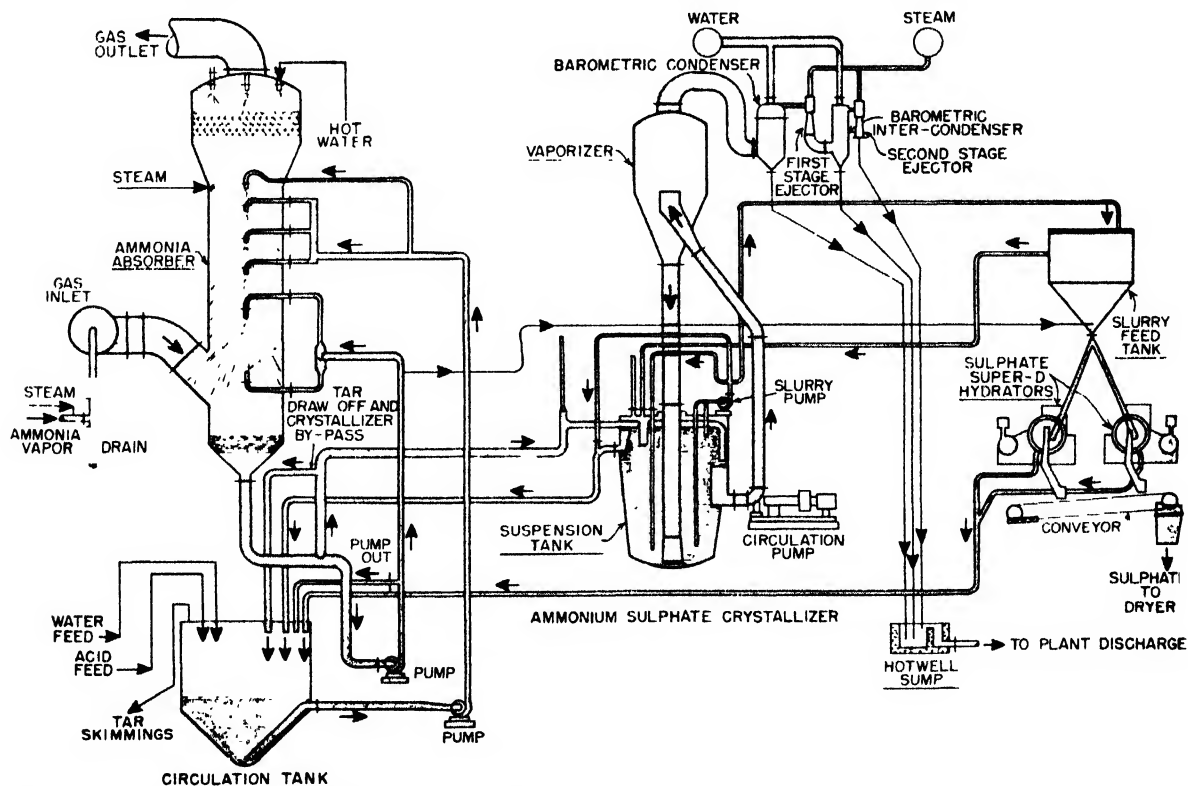 GAS
OUTLET
HOT
WATER
STEAM
AMMONIA
ABSORBER
GAS
INLET
STEAM
AMMONIA
VAPOR
DRAIN
TAR
DRAW OFF AND
CRYSTALLIZER
BY-PASS
PUMP
OUT
WATER
FEED
ACID
FEED
TAR
SKIMMINGS
CIRCULATION TANK
PUMP
PUMP
WATER
STEAM
BAROMETRIC CONDENSER
VAPORIZER
FIRST
STAGE
EJECTOR
BAROMETRIC
INTER-CONDENSER
SECOND STAGE
EJECTOR
SLURRY
PUMP
SUSPENSION
TANK
CIRCULATION
PUMP
AMMONIUM SULPHATE CRYSTALLIZER
SLURRY
FEED
TANK
SULPHATE
SUPER-D
HYDRATORS
CONVEYOR
SULPHATI
TO
DRYER
TO PLANT DISCHARGE
HOTWELL
SUMP